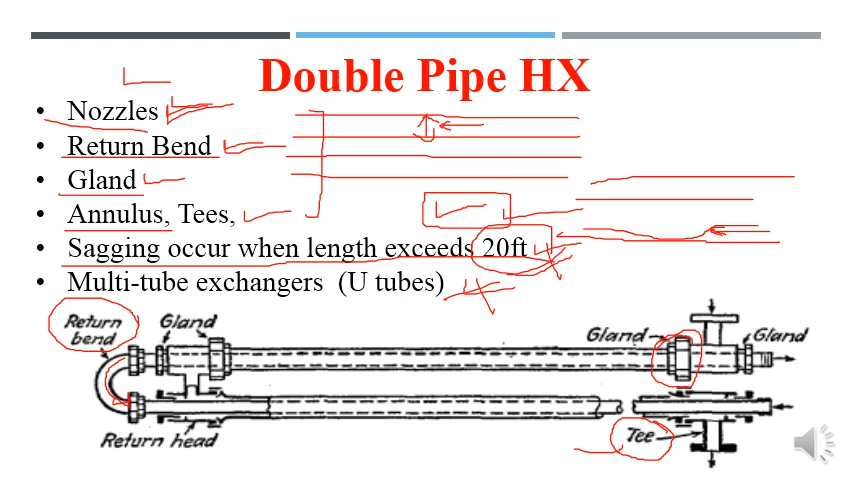 Double Pipe HX
• Nozzles
• Return Bend
• Gland
• Annulus, Tees,
• Sagging occur when length exceeds 20ft
• Multi-tube exchangers (U tubes)
Return
bend
Gland
Gland
Gland
Return head
Tee